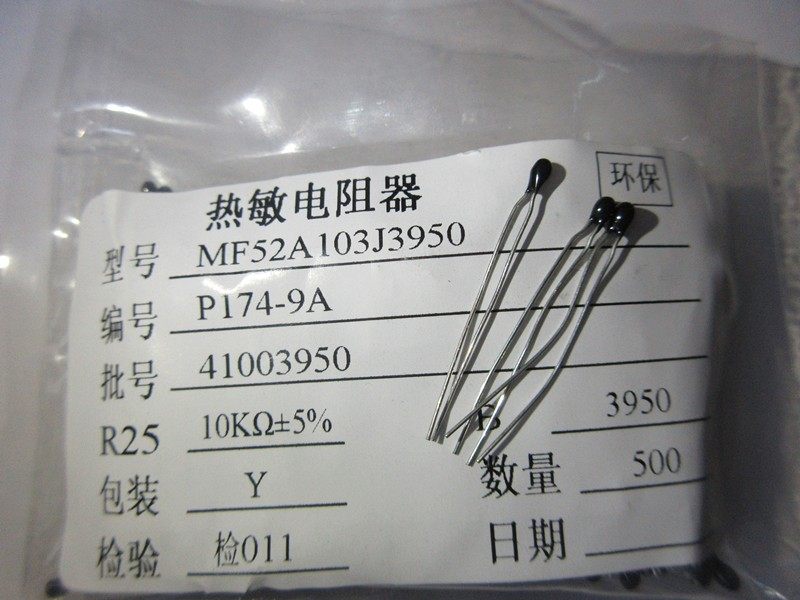 环保
热敏电阻器
型号 MF52A103J3950
编号 P174-9A
批号 41003950
R25 10KΩ±5% B 3950
包装 Y 数量 500
检验 检011 日期